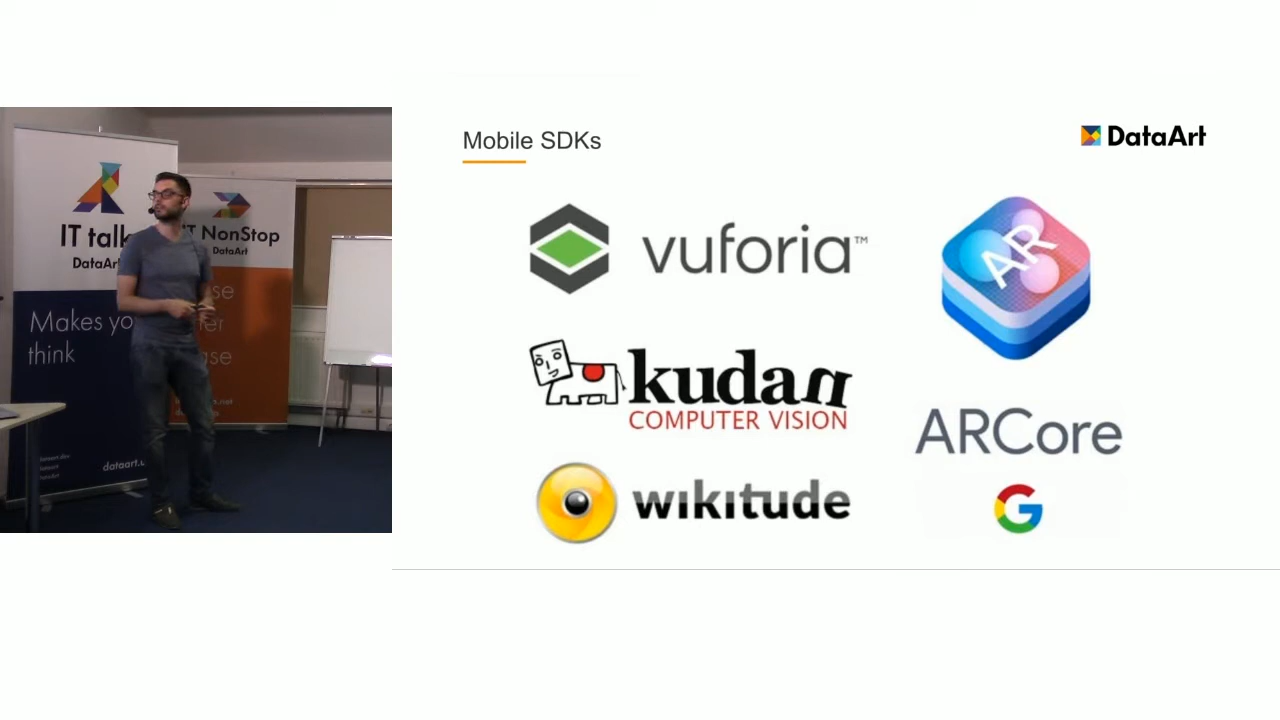 IT talk
DataArt
Makes yo
think
dataart.u
IT NonStop
DataArt
Mobile SDKs
DataArt
vuforia™
kudan
COMPUTER VISION
wikitude
AR
ARCore
G